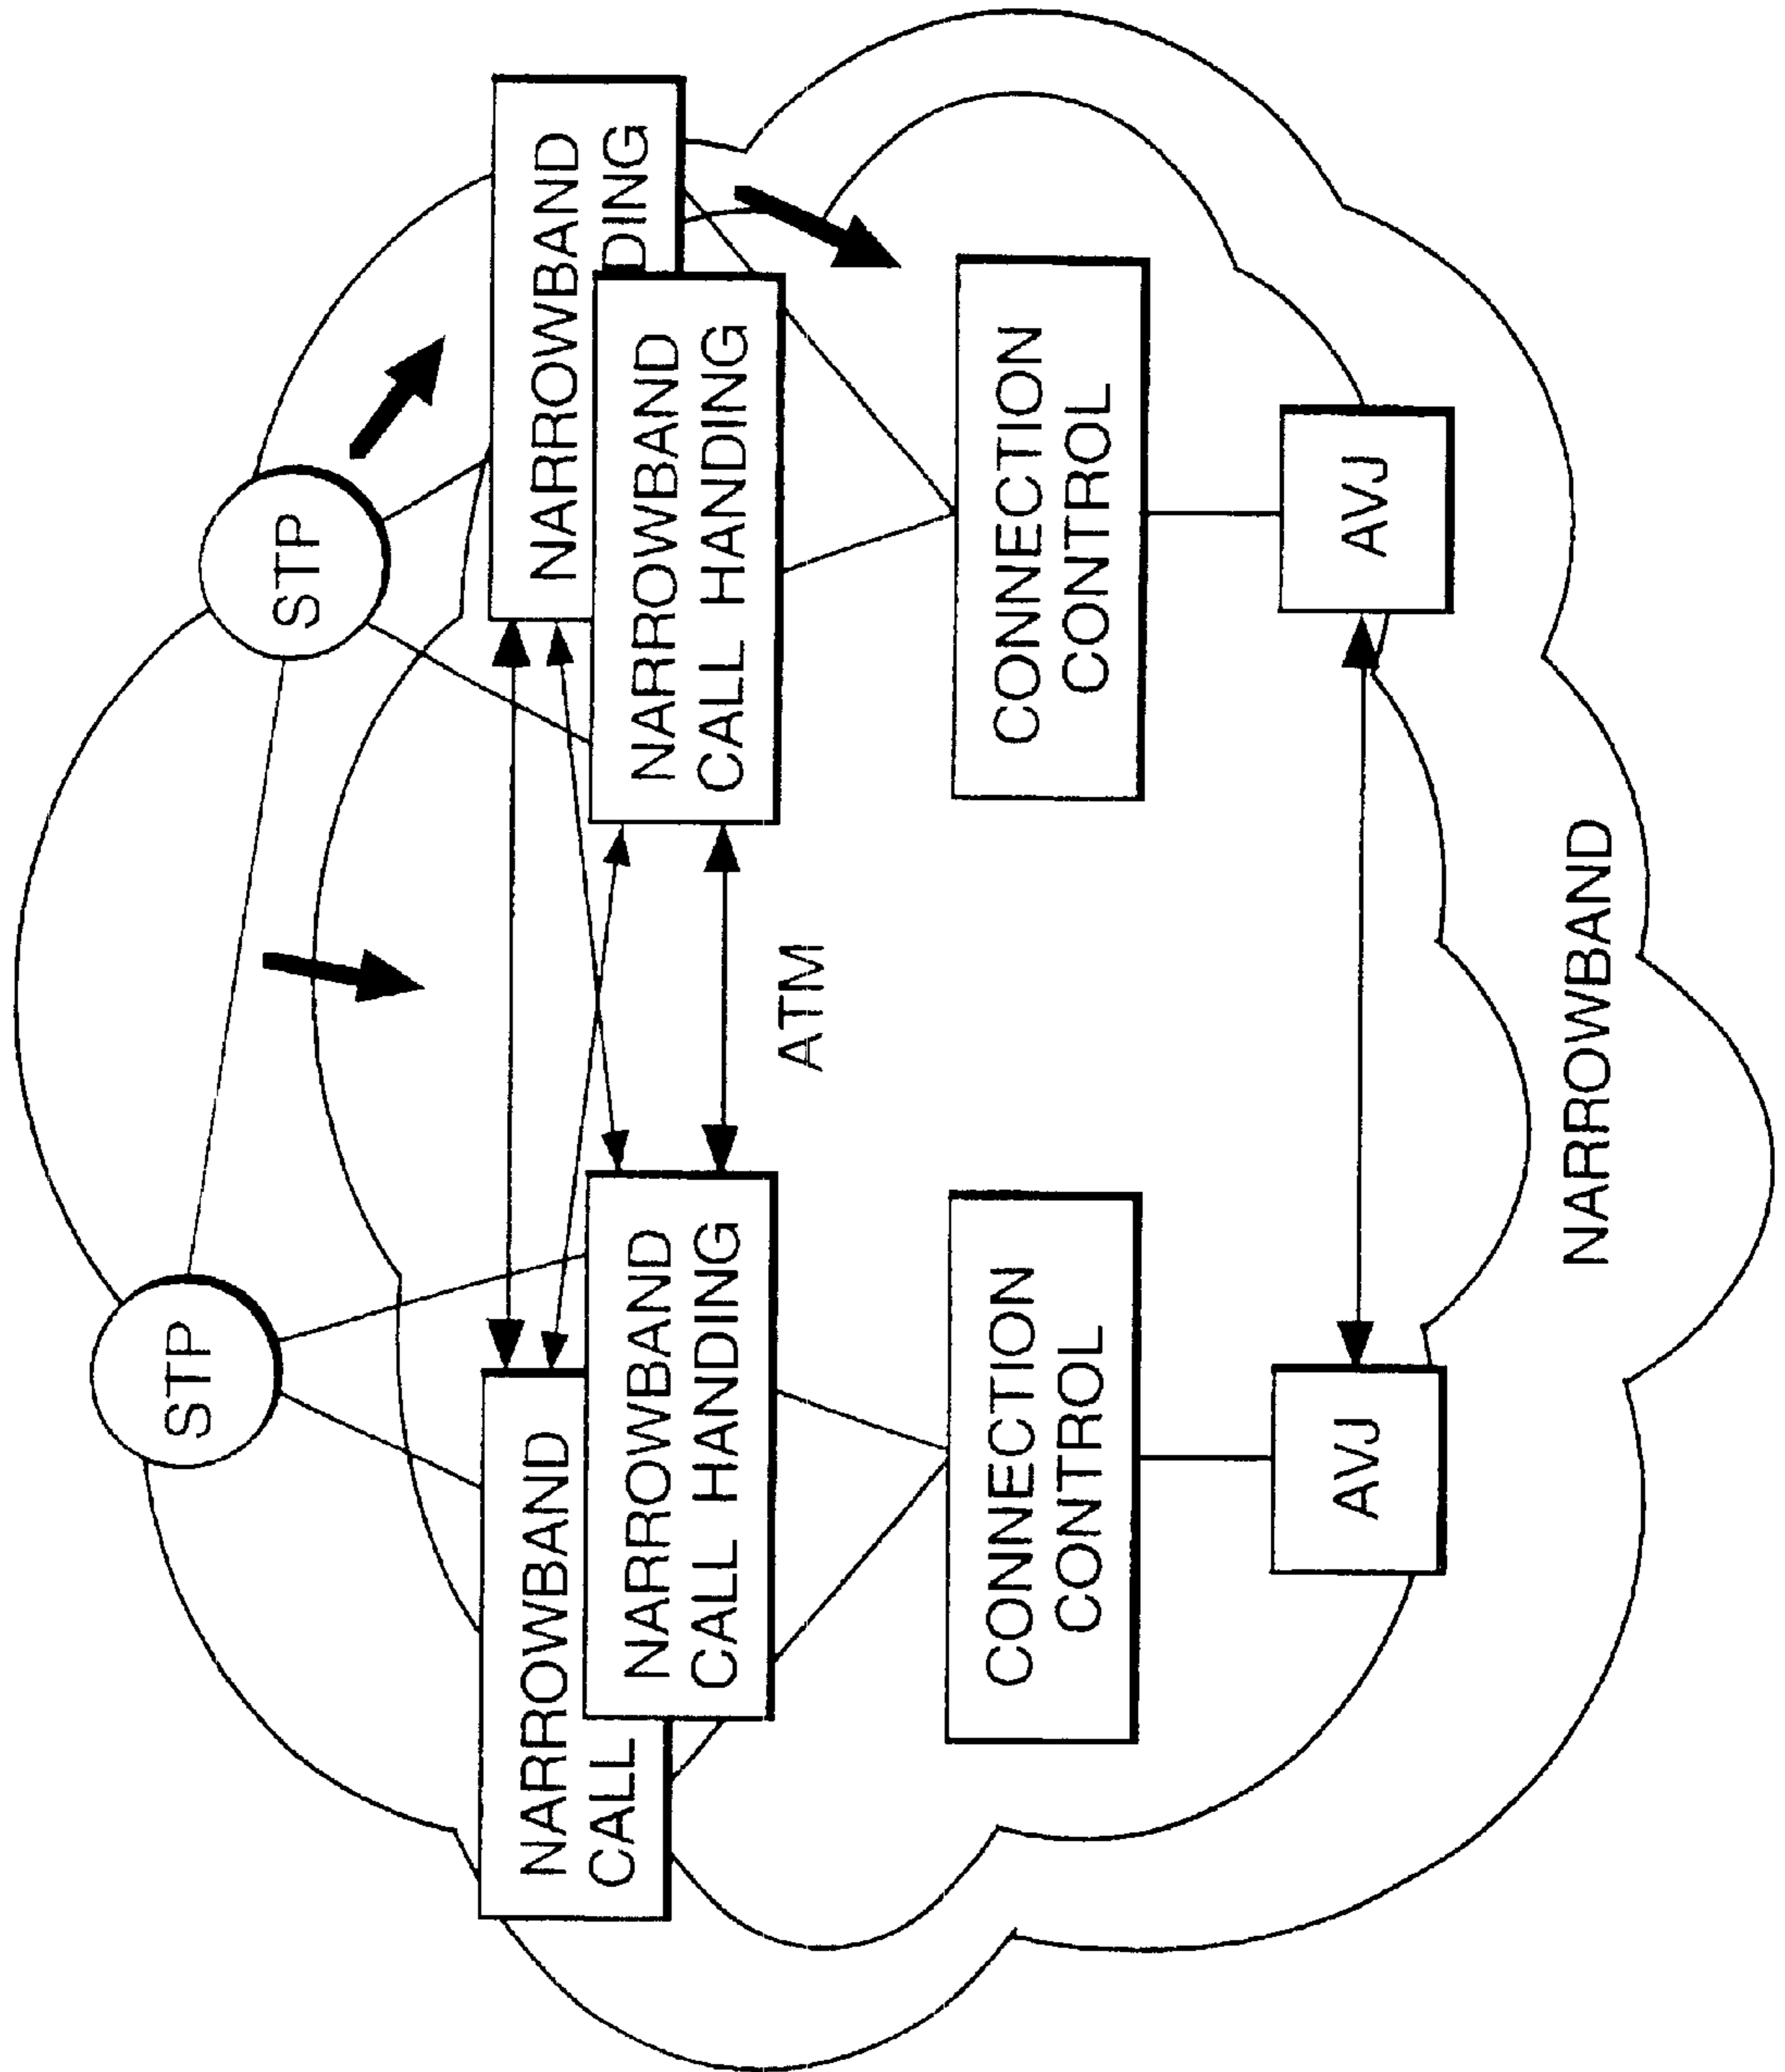 STP
STP
NARROWBAND
CALL
NARROWBAND
CALL HANDING
NARROWBAND
DING
NARROWBAND
CALL HANDING
ATM
CONNECTION
CONTROL
CONNECTION
CONTROL
AVJ
AVJ
NARROWBAND